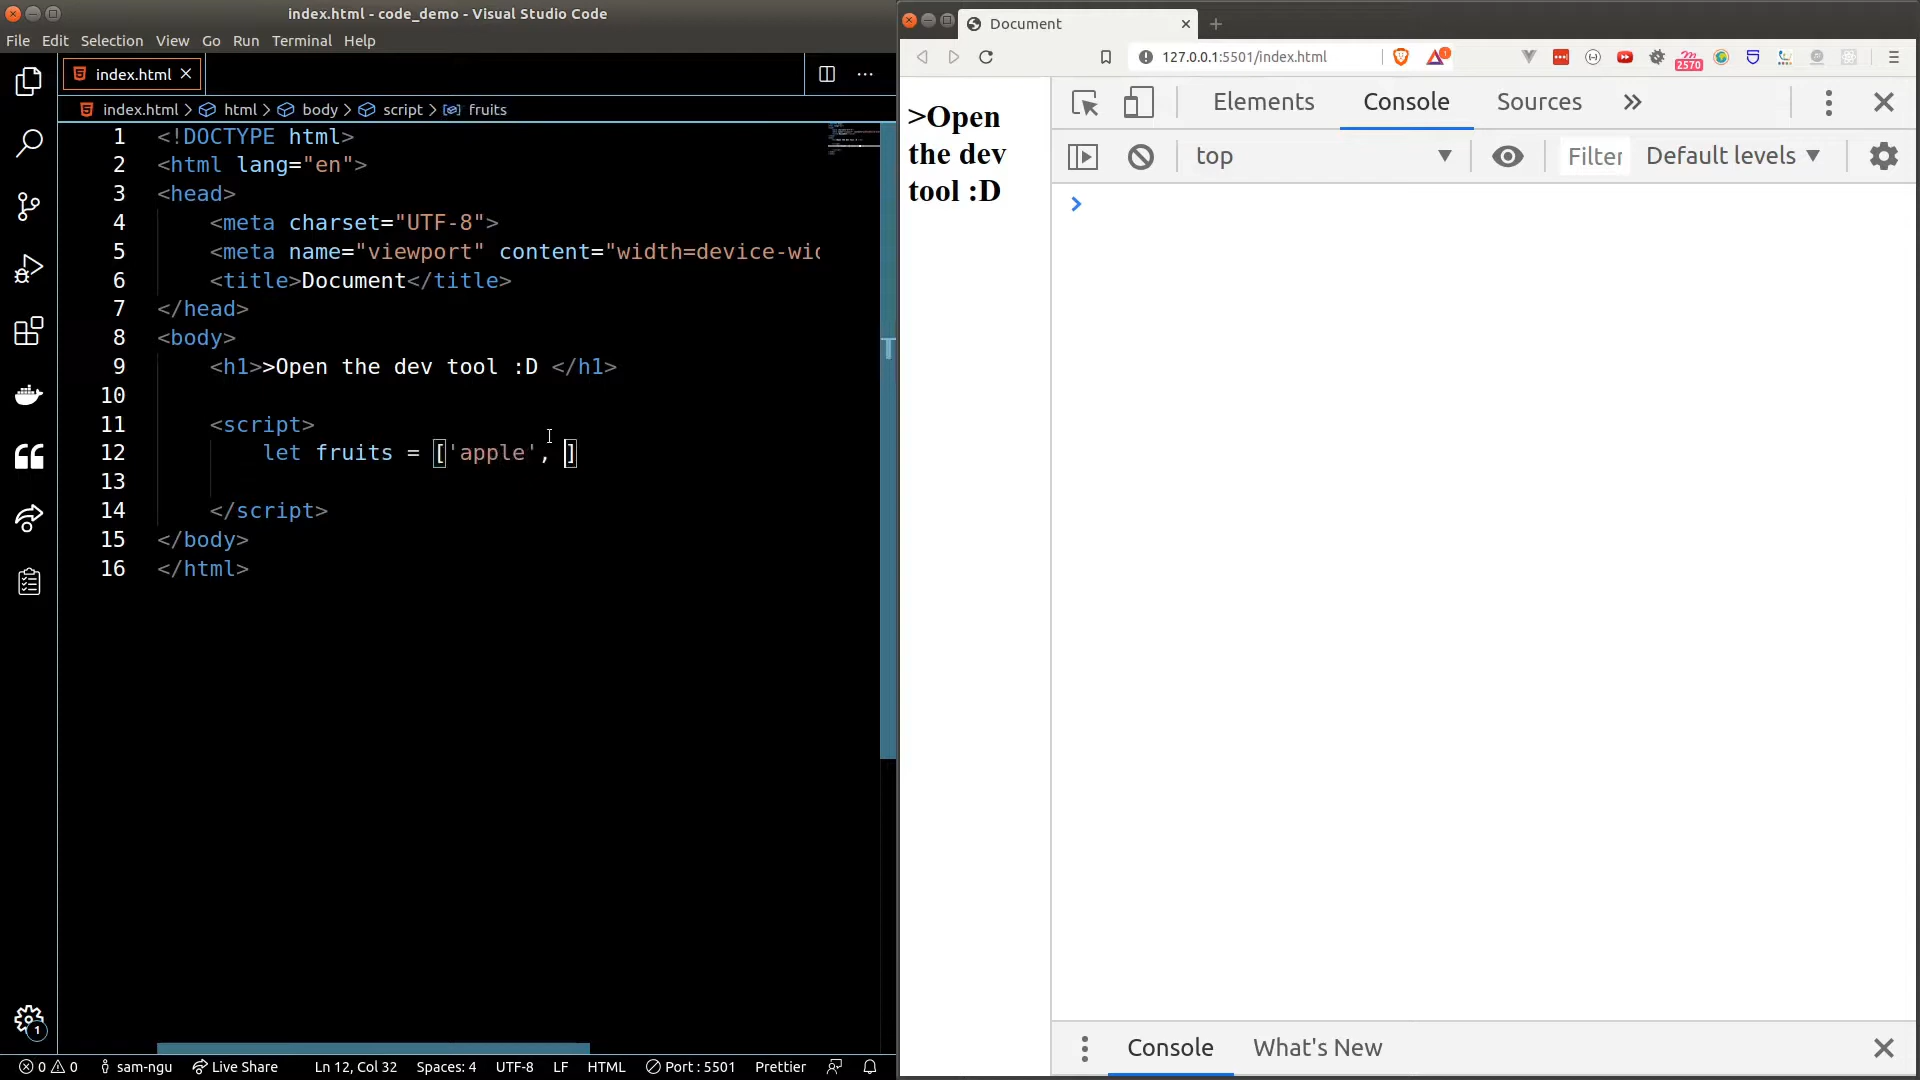 index.html - code_demo - Visual Studio Code
File Edit Selection View Go Run Terminal Help
index.html
index.html > html > body > script > fruits
1 <!DOCTYPE html>
2 <html lang="en">
3 <head>
4 <meta charset="UTF-8">
5 <meta name="viewport" content="width=device-wid
6 <title>Document</title>
7 </head>
8 <body>
9 <h1>>Open the dev tool :D </h1>
10
11 <script>
12 let fruits = ['apple', ]
13
14 </script>
15 </body>
16 </html>
1
0 0 sam-ngu Live Share Ln 12, Col 32 Spaces: 4 UTF-8 LF HTML Port : 5501 Prettier
Document
127.0.0.1:5501/index.html 1 2570
>Open
the dev
tool :D
Elements Console Sources
top Filter Default levels
>
Console What's New